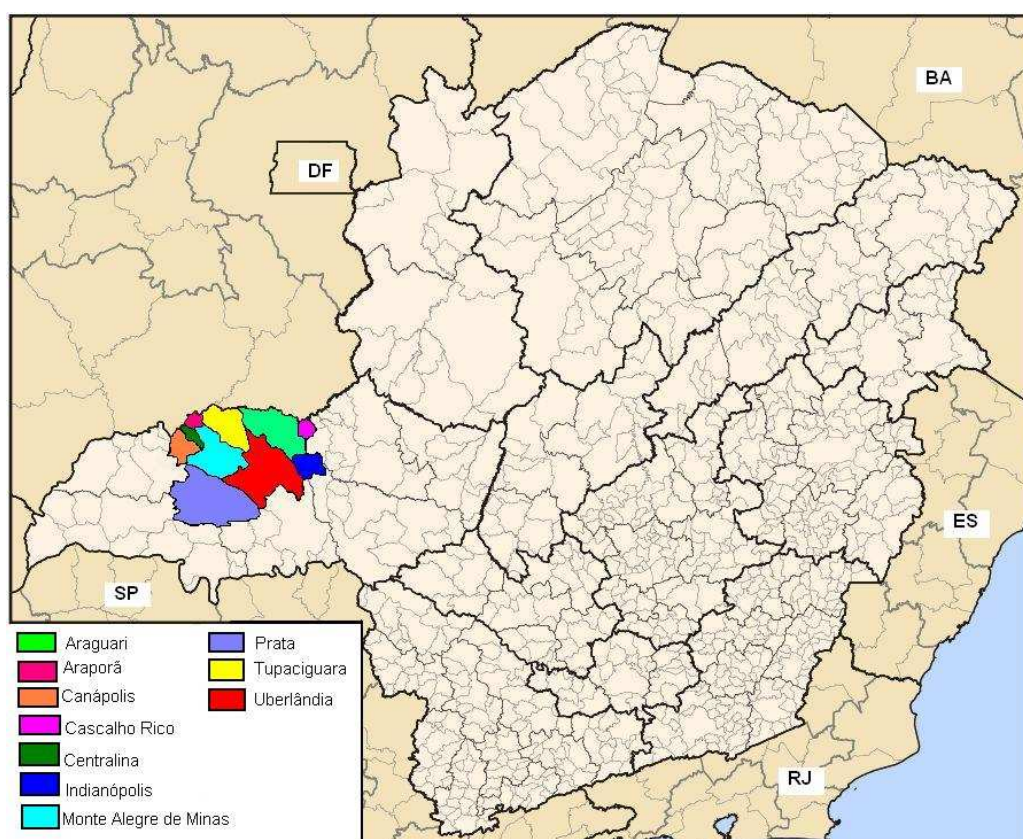 BA
DF
ES
SP
RJ
Araguari
Araporã
Canápolis
Cascalho Rico
Centralina
Indianópolis
Monte Alegre de Minas
Prata
Tupaciguara
Uberlândia